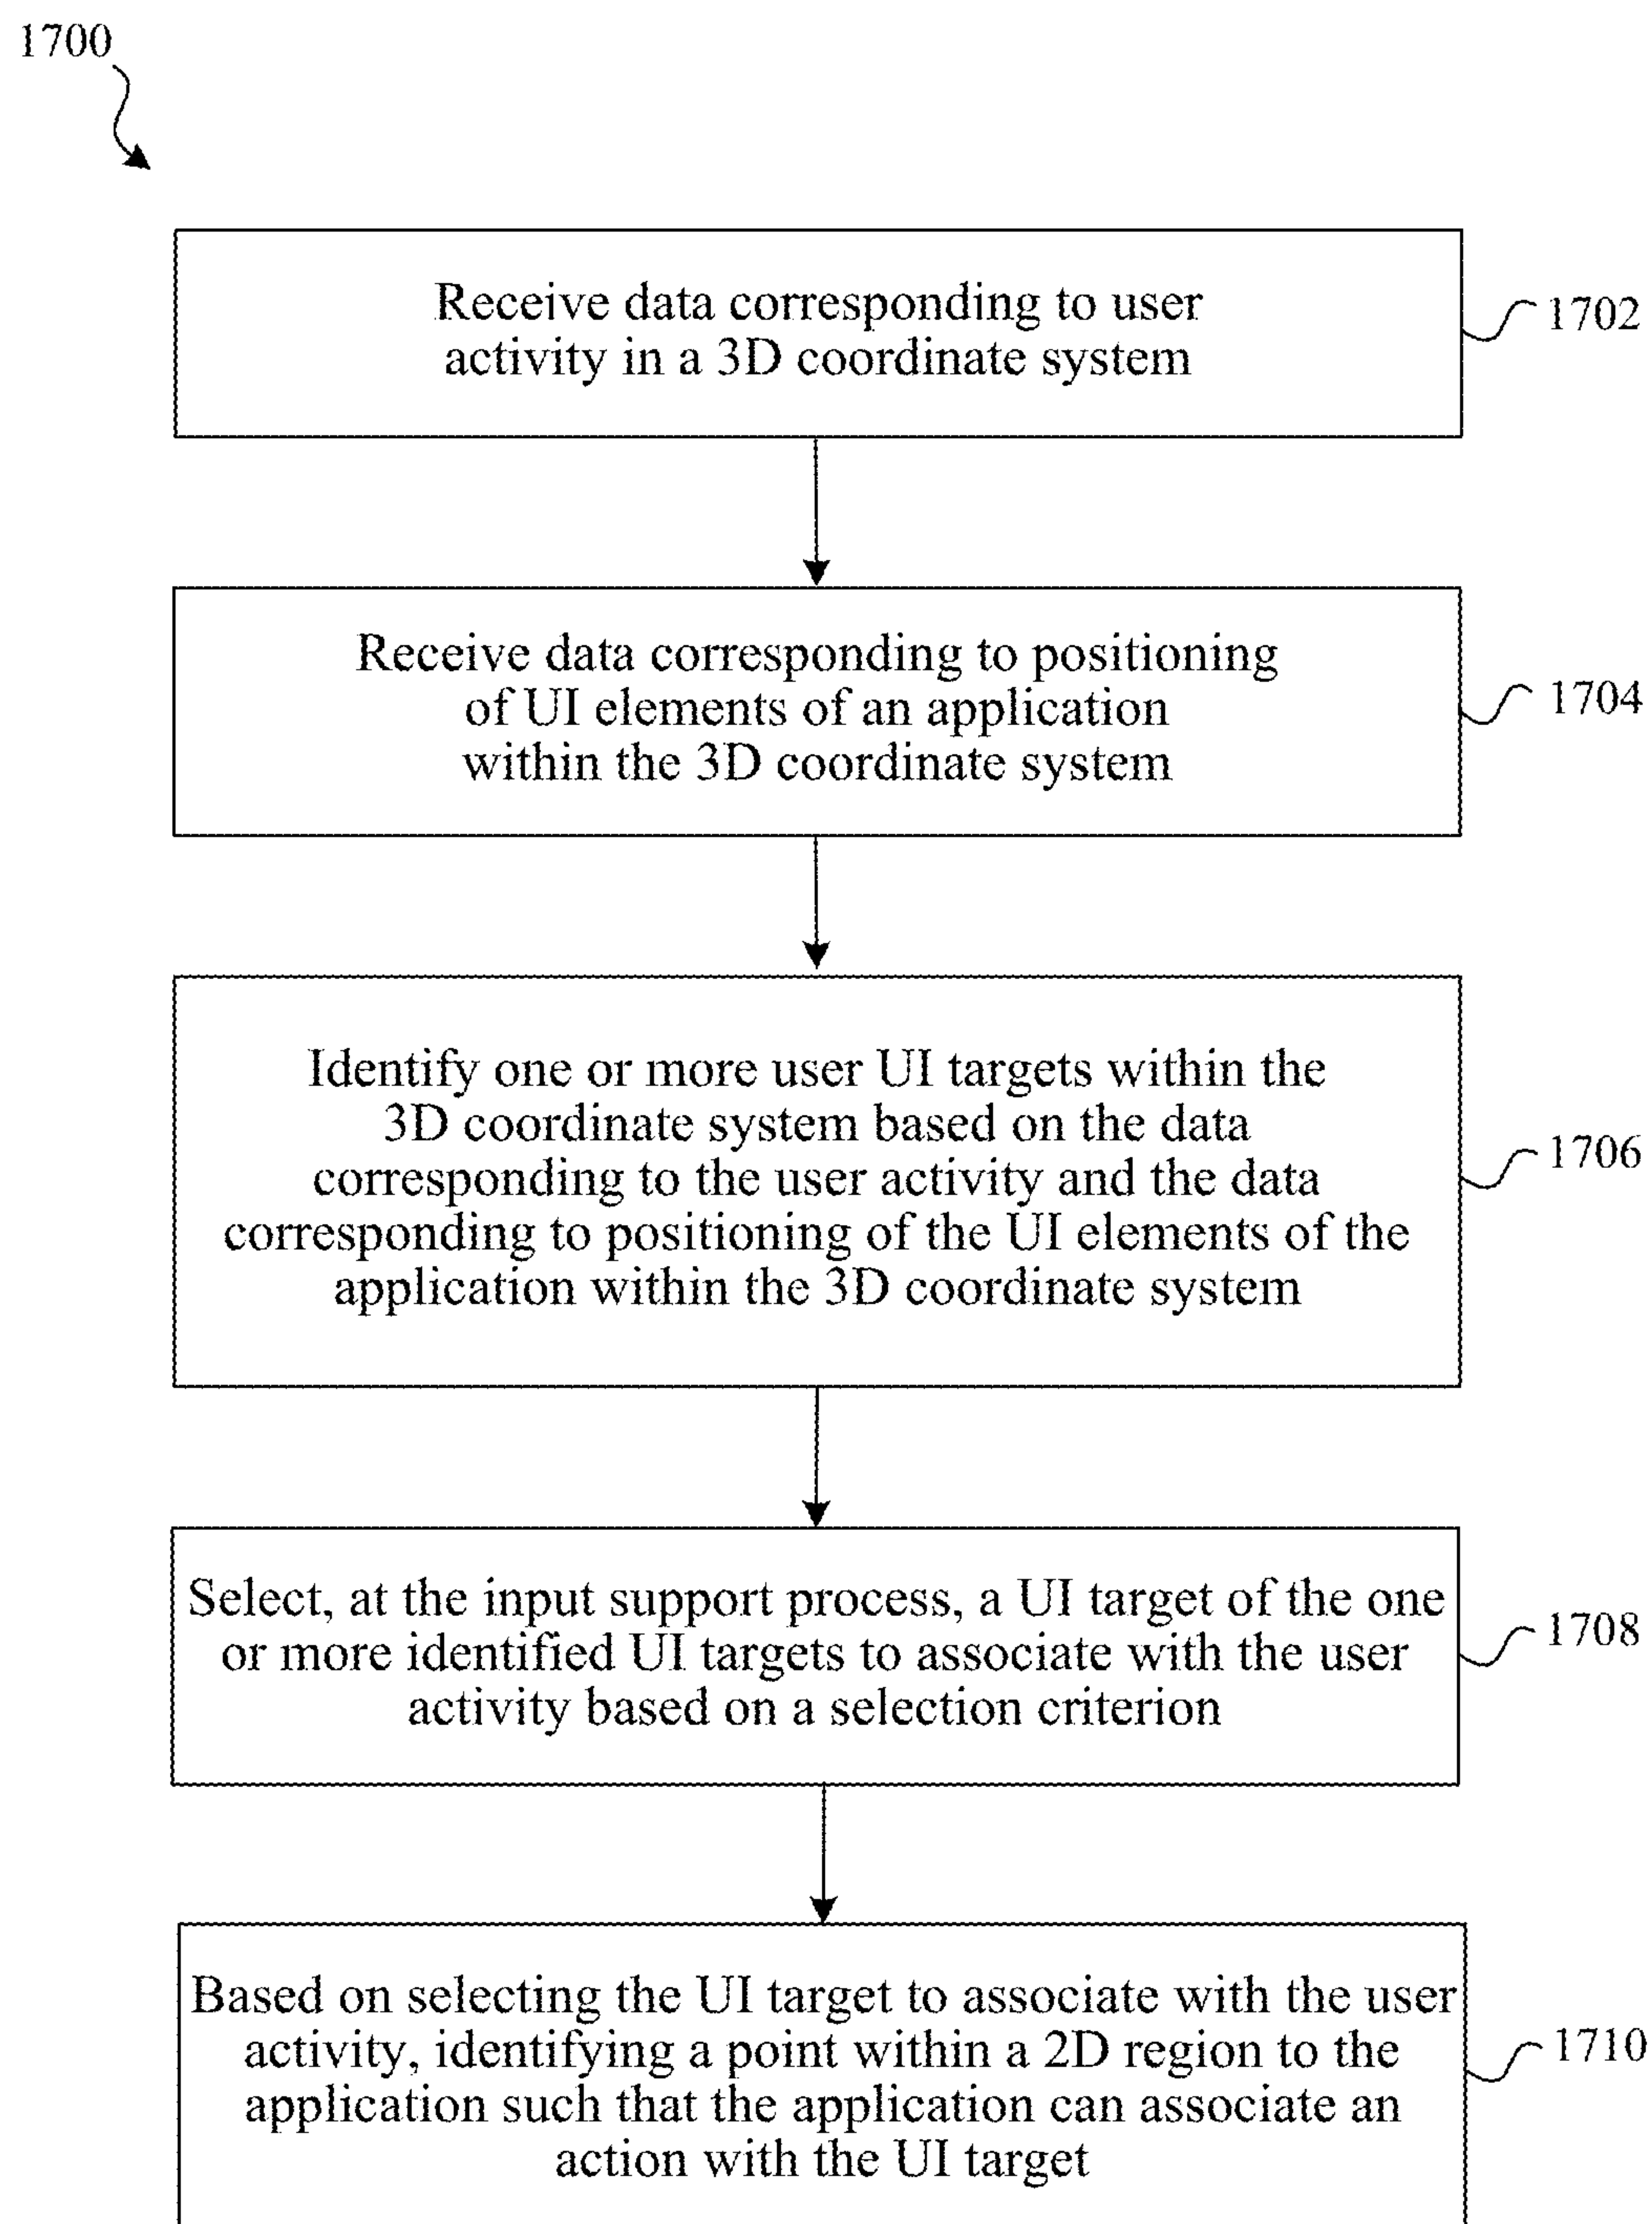 1700
Receive data corresponding to user
activity in a 3D coordinate system
1702
Receive data corresponding to positioning
of UI elements of an application
within the 3D coordinate system
1704
Identify one or more user UI targets within the
3D coordinate system based on the data
corresponding to the user activity and the data
corresponding to positioning of the UI elements of the
application within the 3D coordinate system
1706
Select, at the input support process, a UI target of the one
or more identified UI targets to associate with the user
activity based on a selection criterion
1708
Based on selecting the UI target to associate with the user
activity, identifying a point within a 2D region to the
application such that the application can associate an
action with the UI target
1710